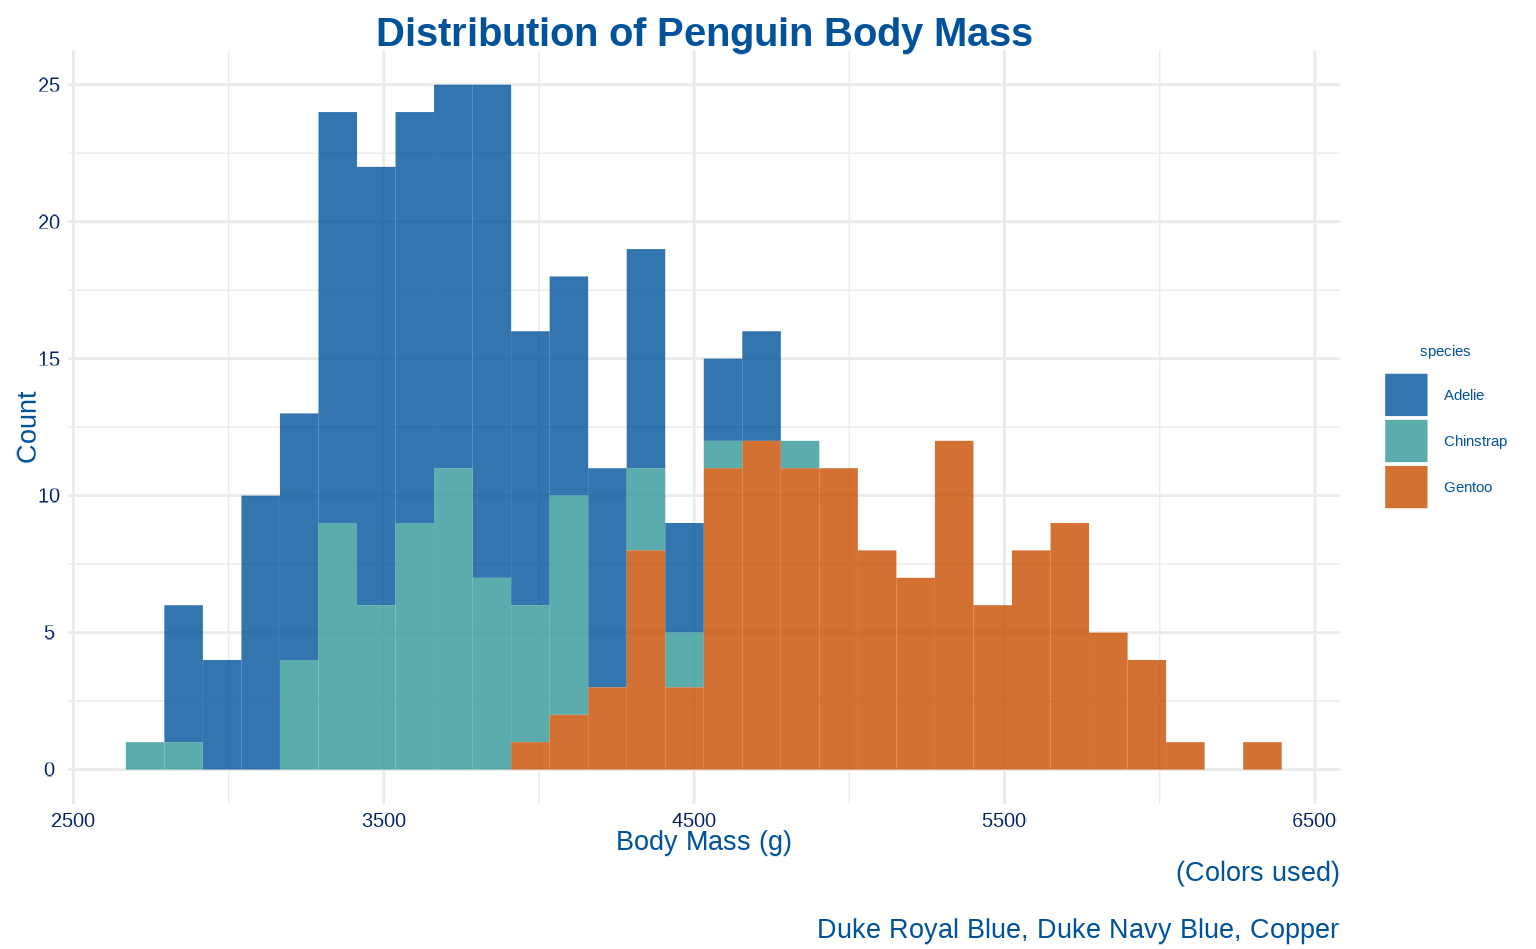 Distribution of Penguin Body Mass
25
20
15
10
5
0
Count
2500 3500 4500 5500 6500
Body Mass (g)
species
Adelie
Chinstrap
Gentoo
(Colors used)
Duke Royal Blue, Duke Navy Blue, Copper